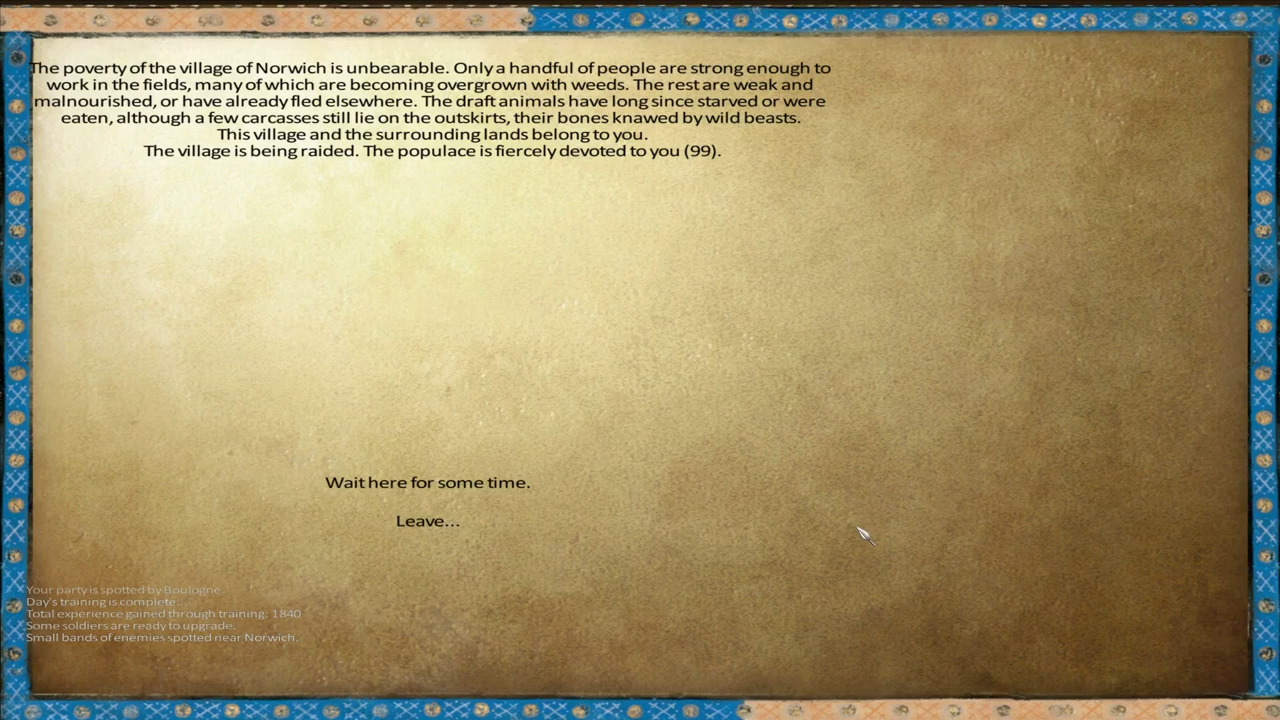 The poverty of the village of Norwich is unbearable. Only a handful of people are strong enough to
work in the fields, many of which are becoming overgrown with weeds. The rest are weak and
malnourished, or have already fled elsewhere. The draft animals have long since starved or were
eaten, although a few carcasses still lie on the outskirts, their bones knawed by wild beasts.
This village and the surrounding lands belong to you.
The village is being raided. The populace is fiercely devoted to you (99).
Wait here for some time.
Leave...
Your party is spotted by Boulogne.
Day's training is complete...
Total experience gained through training: 1840
Some soldiers are ready to upgrade.
Small bands of enemies spotted near Norwich.